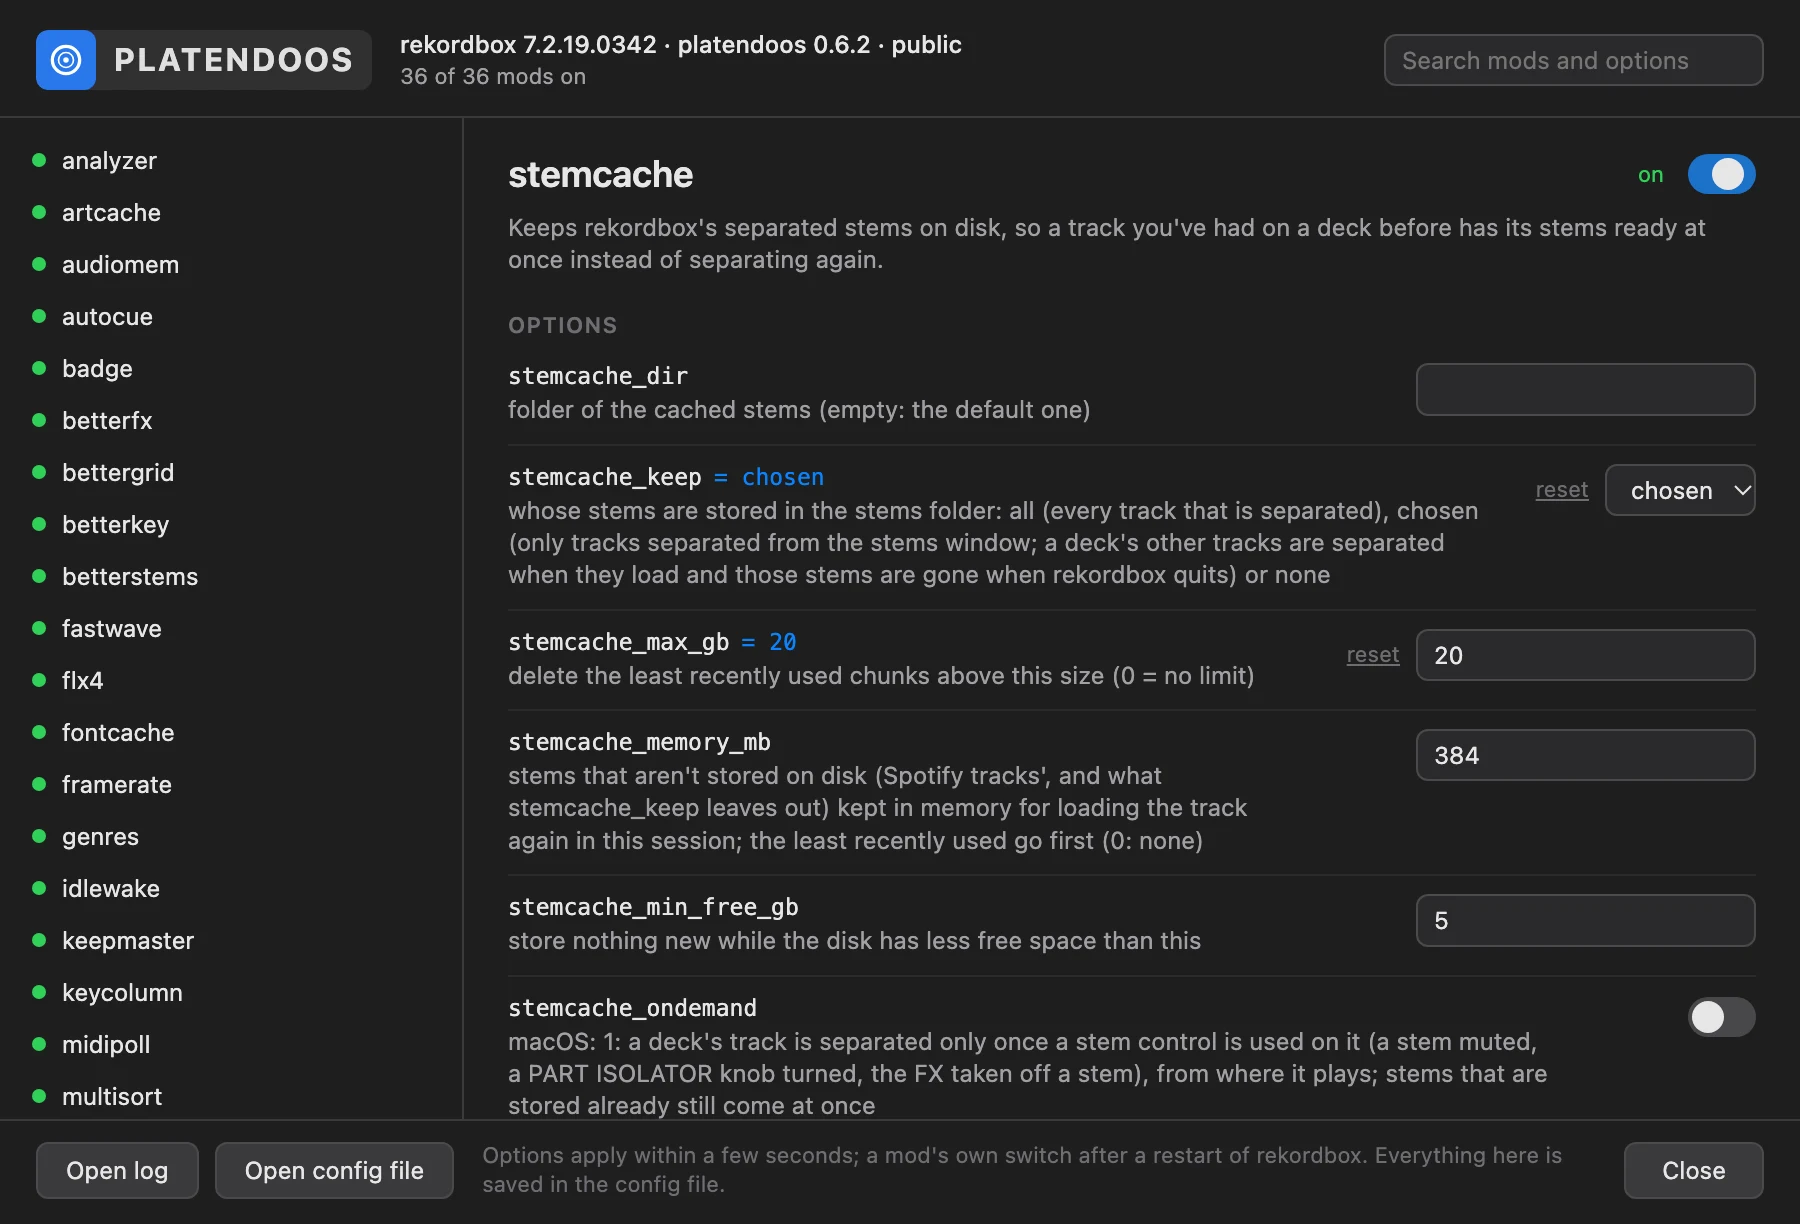 PLATENDOOS
rekordbox 7.2.19.0342 · platendoos 0.6.2 · public
36 of 36 mods on
Search mods and options
analyzer
artcache
audiomem
autocue
badge
betterfx
bettergrid
betterkey
betterstems
fastwave
flx4
fontcache
framerate
genres
idlewake
keepmaster
keycolumn
midipoll
multisort
stemcache
on
Keeps rekordbox's separated stems on disk, so a track you've had on a deck before has its stems ready at
once instead of separating again.
OPTIONS
stemcache_dir
folder of the cached stems (empty: the default one)
stemcache_keep = chosen
reset
chosen
whose stems are stored in the stems folder: all (every track that is separated), chosen
(only tracks separated from the stems window; a deck's other tracks are separated
when they load and those stems are gone when rekordbox quits) or none
stemcache_max_gb = 20
reset
20
delete the least recently used chunks above this size (0 = no limit)
stemcache_memory_mb
384
stems that aren't stored on disk (Spotify tracks', and what
stemcache_keep leaves out) kept in memory for loading the track
again in this session; the least recently used go first (0: none)
stemcache_min_free_gb
5
store nothing new while the disk has less free space than this
stemcache_ondemand
macOS: 1: a deck's track is separated only once a stem control is used on it (a stem muted,
a PART ISOLATOR knob turned, the FX taken off a stem), from where it plays; stems that are
stored already still come at once
Open log
Open config file
Options apply within a few seconds; a mod's own switch after a restart of rekordbox. Everything here is
saved in the config file.
Close